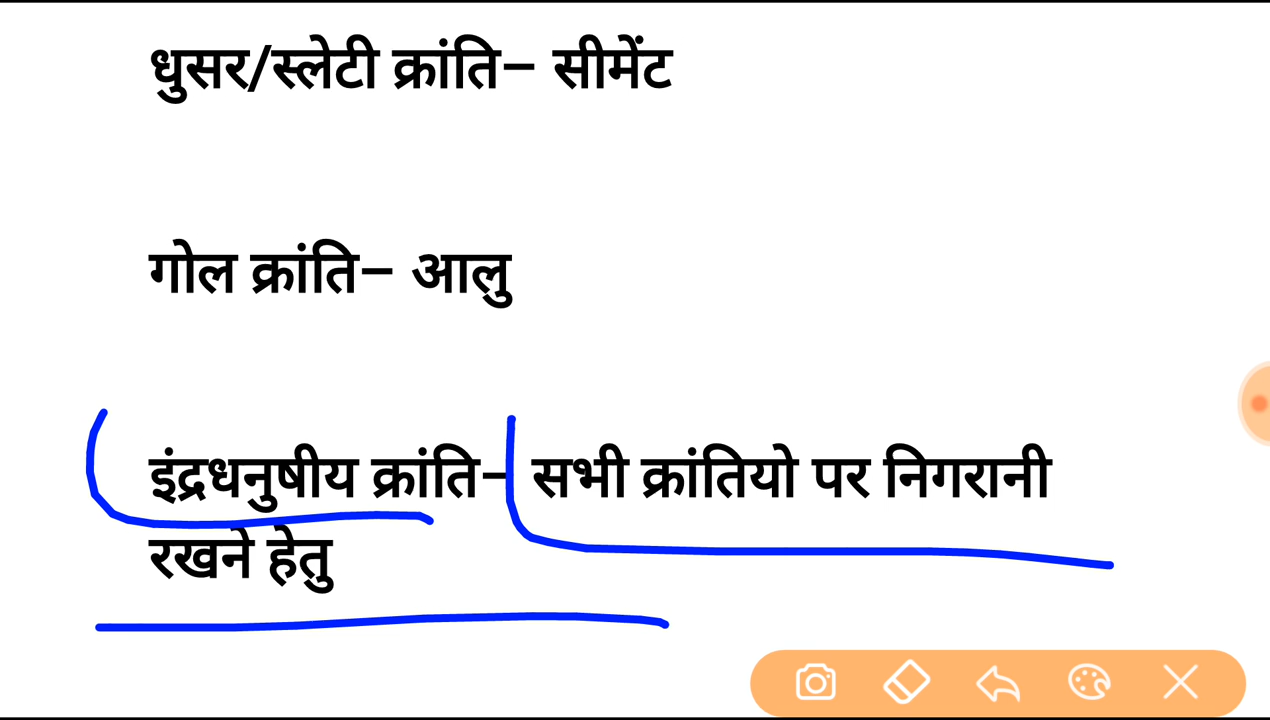 धुसर/स्लेटी क्रांति– सीमेंट
गोल क्रांति– आलु
इंद्रधनुषीय क्रांति– सभी क्रांतियो पर निगरानी
रखने हेतु